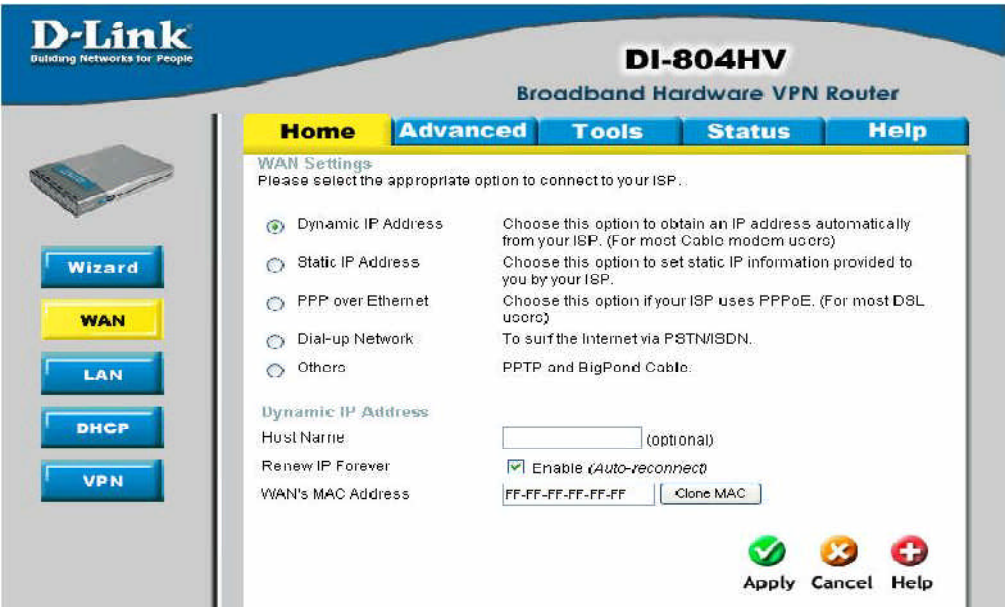 D-Link
Building Networks for People
DI-804HV
Broadband Hardware VPN Router
Home Advanced Tools Status Help
Wizard
WAN
LAN
DHCP
VPN
WAN Settings
Please select the appropriate option to connect to your ISP.
Dynamic IP Address Choose this option to obtain an IP address automatically
from your ISP. (For most Cable modem users)
Static IP Address Choose this option to set static IP information provided to
you by your ISP.
PPP over Ethernet Choose this option if your ISP uses PPPoE. (For most DSL
users)
Dial-up Network To surf the Internet via PSTN/ISDN.
Others PPTP and BigPond Cable.
Dynamic IP Address
Host Name (optional)
Renew IP Forever Enable (Auto-reconnect)
WAN's MAC Address FF-FF-FF-FF-FF-FF Clone MAC
Apply Cancel Help